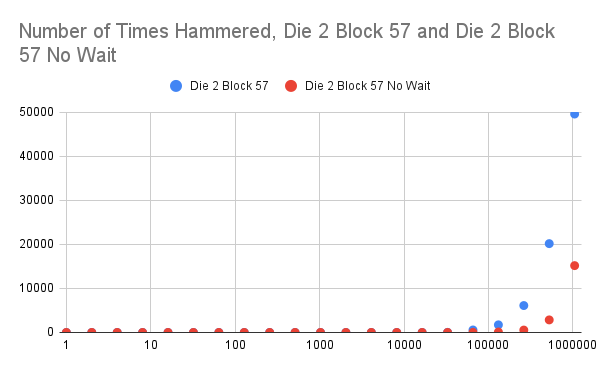 Number of Times Hammered, Die 2 Block 57 and Die 2 Block
57 No Wait
Die 2 Block 57 Die 2 Block 57 No Wait
50000
40000
30000
20000
10000
0
1 10 100 1000 10000 100000 1000000